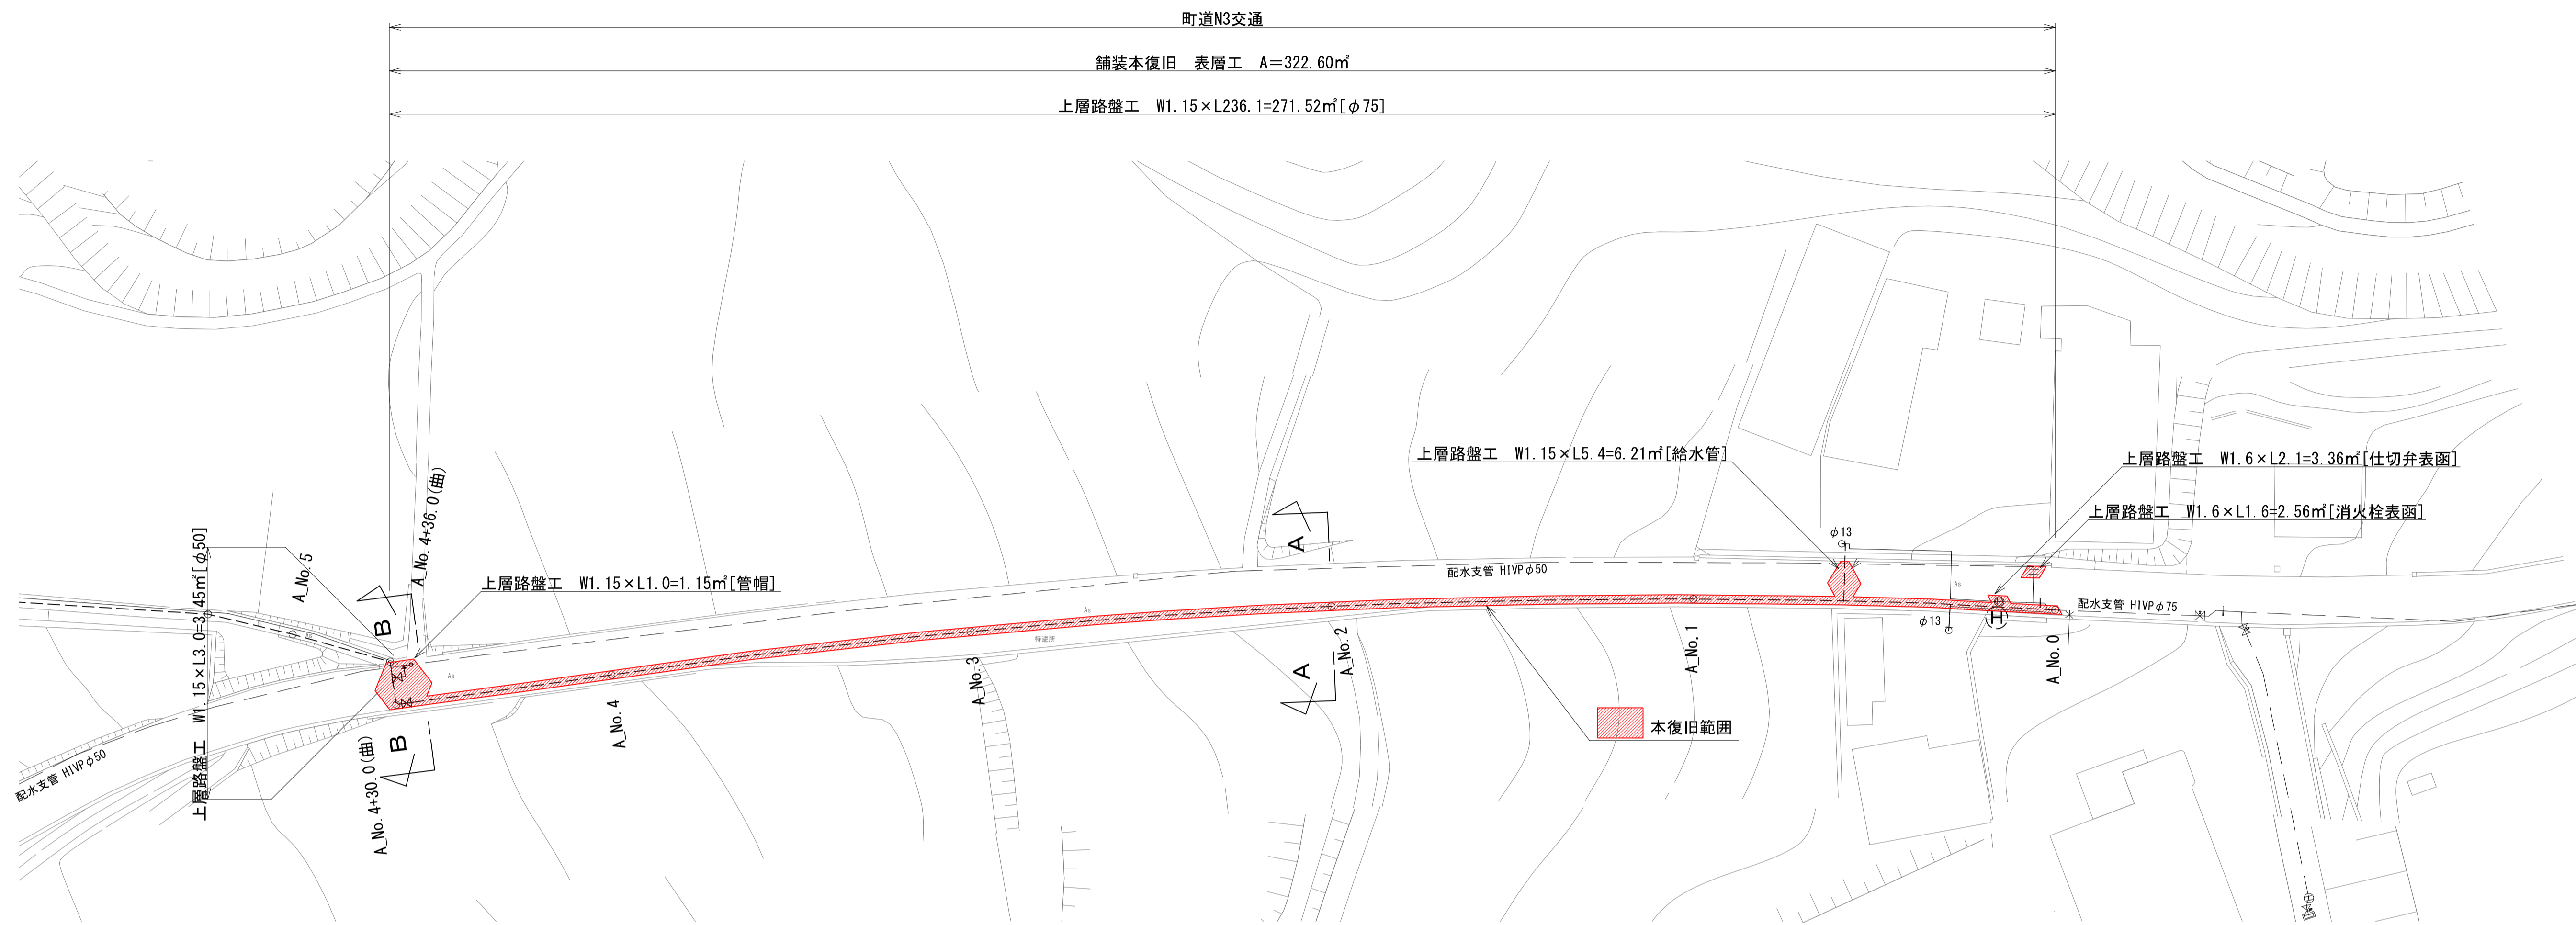 町道N3交通
舗装本復旧　表層工　A＝322.60㎡
上層路盤工　W1.15×L236.1=271.52㎡[φ75]
上層路盤工　W1.15×L5.4=6.21㎡[給水管]
上層路盤工　W1.6×L2.1=3.36㎡[仕切弁表函]
上層路盤工　W1.6×L1.6=2.56㎡[消火栓表函]
上層路盤工　W1.15×L3.0=3.45㎡[φ50]
A_No.5
A_No.4+36.0(曲)
上層路盤工　W1.15×L1.0=1.15㎡[管帽]
A
φ13
配水支管 HIVPφ50
As
配水支管 HIVPφ75
φ13
H
B
As
待避所
As
A_No.4
A_No.3
A
A_No.2
A_No.1
A_No.0
本復旧範囲
B
A_No.4+30.0(曲)
配水支管 HIVPφ50